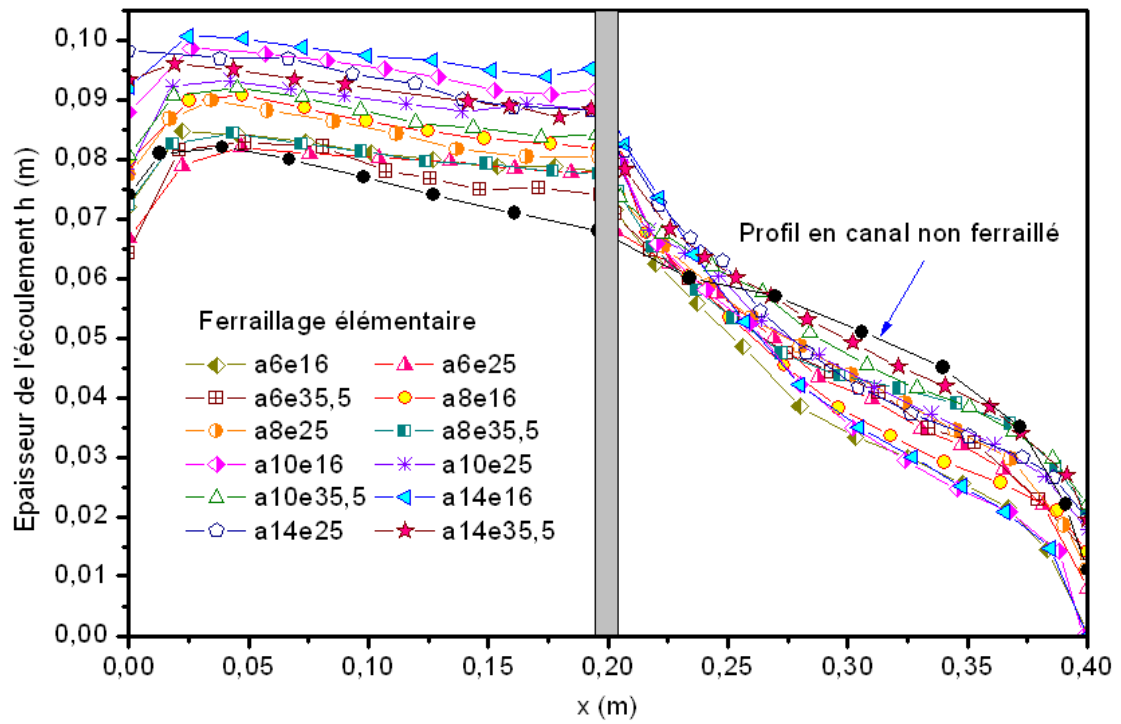 0,10
0,09
0,08
0,07
0,06
0,05
0,04
0,03
0,02
0,01
0,00
Epaisseur de l'écoulement h (m)
Profil en canal non ferraillé
Ferraillage élémentaire
a6e16 a6e25
a6e35,5 a8e16
a8e25 a8e35,5
a10e16 a10e25
a10e35,5 a14e16
a14e25 a14e35,5
0,00 0,05 0,10 0,15 0,20 0,25 0,30 0,35 0,40
x (m)